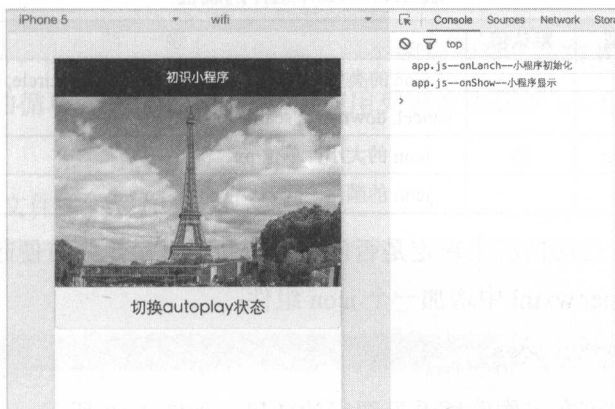 iPhone 5 wifi
Console Sources Network Stora
top
app.js--onLanch--小程序初始化
app.js--onShow--小程序显示
初识小程序
切换autoplay状态